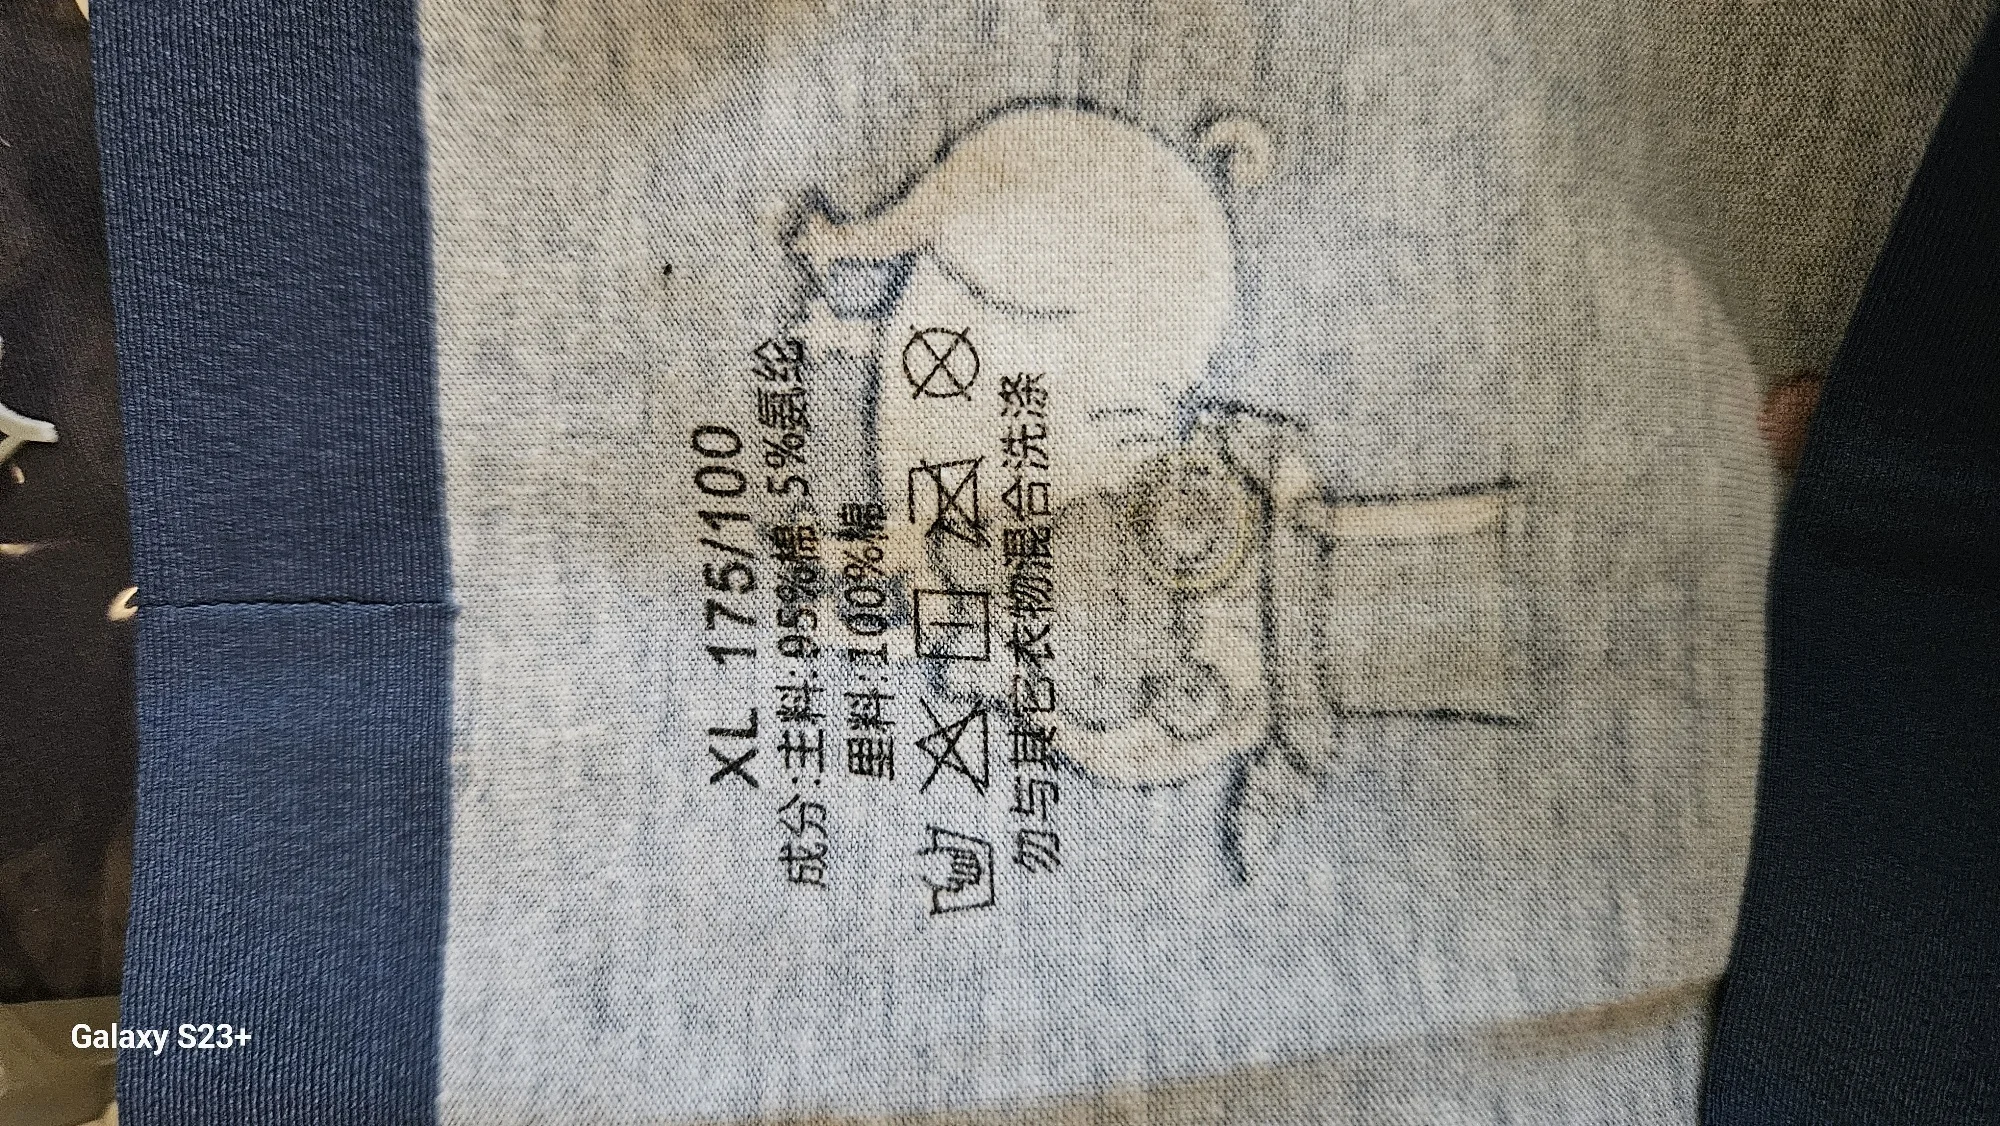 XL 175/100
成分:主料:95%棉,5%氨纶
里料:100%棉
勿与其它衣物混合洗涤
Galaxy S23+